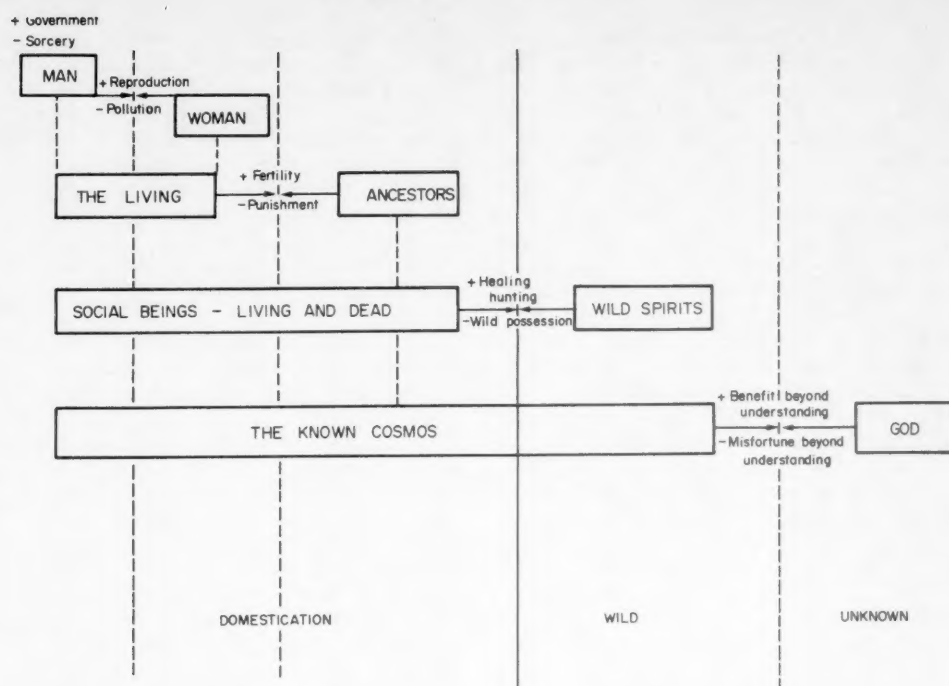 + Government
- Sorcery
MAN
+ Reproduction
- Pollution
WOMAN
THE LIVING
+ Fertility
- Punishment
ANCESTORS
SOCIAL BEINGS - LIVING AND DEAD
+ Healing
hunting
- Wild possession
WILD SPIRITS
THE KNOWN COSMOS
+ Benefit beyond
understanding
- Misfortune beyond
understanding
GOD
DOMESTICATION
WILD
UNKNOWN